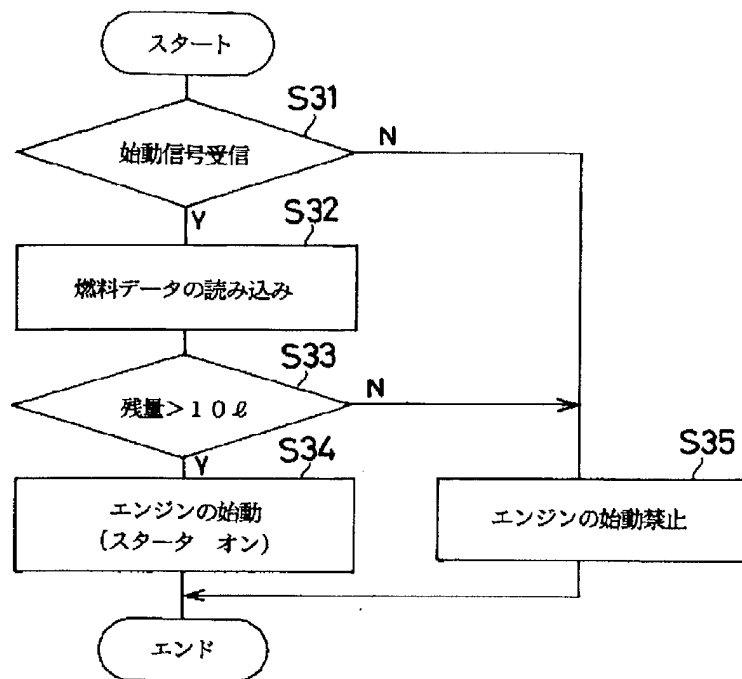 スタート
S31
始動信号受信
N
Y
S32
燃料データの読み込み
S33
残量＞10ℓ
N
Y
S34
エンジンの始動
(スタータ オン)
S35
エンジンの始動禁止
エンド